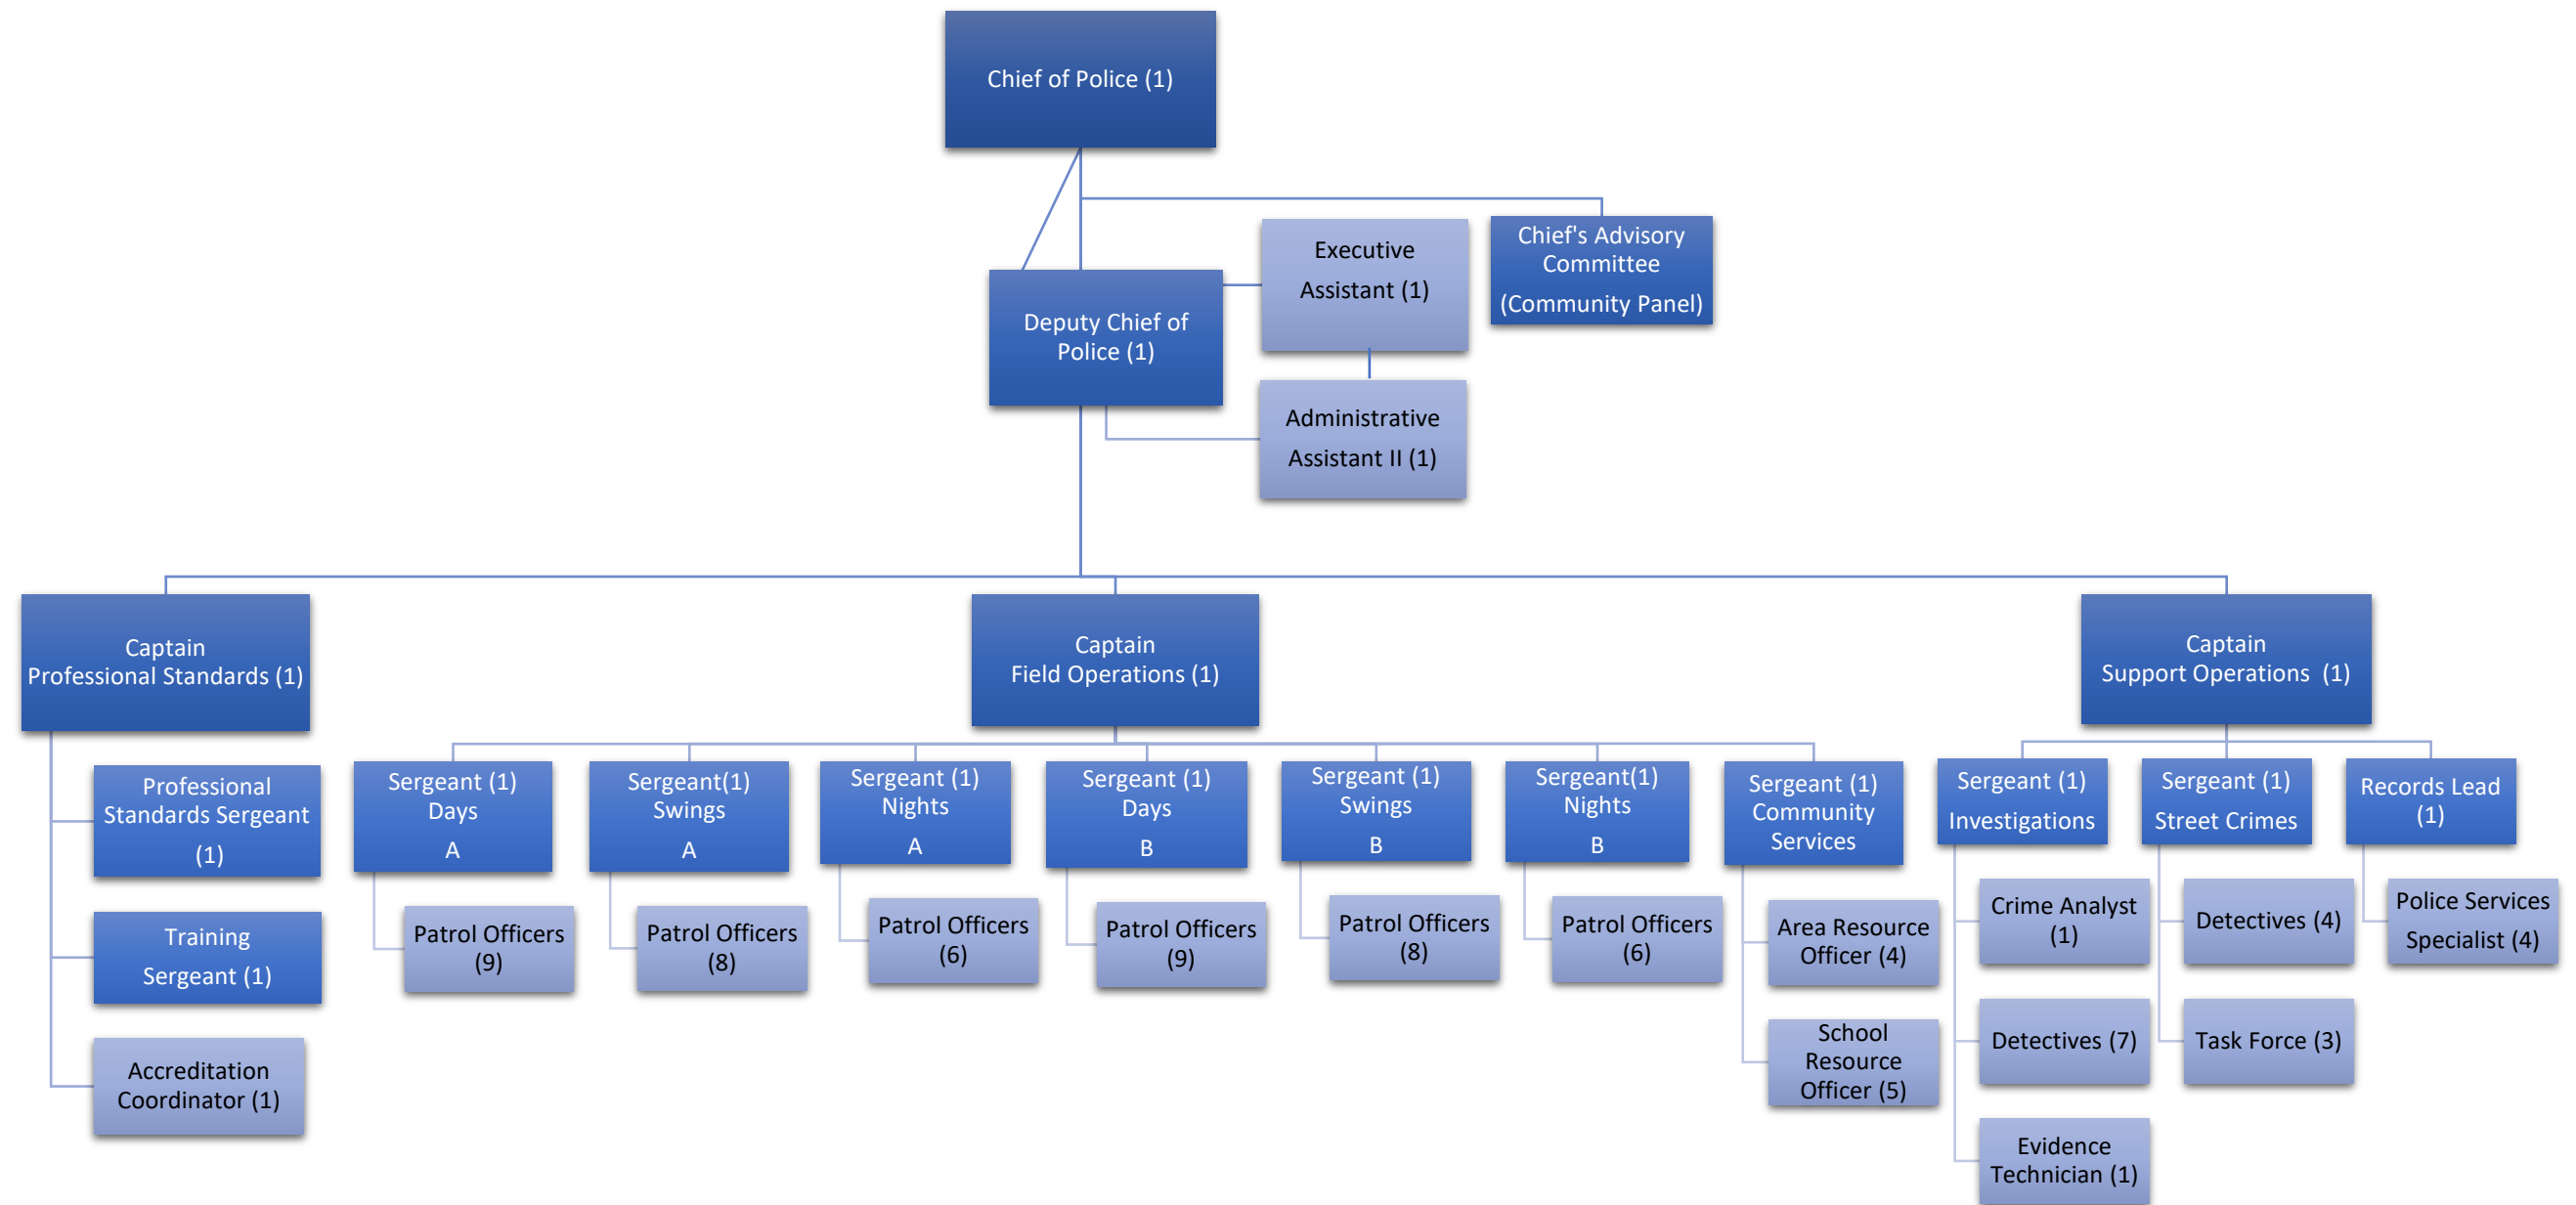 Chief of Police (1)
Executive
Assistant (1)
Chief's Advisory
Committee
(Community Panel)
Deputy Chief of
Police (1)
Administrative
Assistant II (1)
Captain
Professional Standards (1)
Captain
Field Operations (1)
Captain
Support Operations (1)
Professional
Standards Sergeant
(1)
Training
Sergeant (1)
Accreditation
Coordinator (1)
Sergeant (1)
Days
A
Patrol Officers
(9)
Sergeant(1)
Swings
A
Patrol Officers
(8)
Sergeant (1)
Nights
A
Patrol Officers
(6)
Sergeant (1)
Days
B
Patrol Officers
(9)
Sergeant (1)
Swings
B
Patrol Officers
(8)
Sergeant(1)
Nights
B
Patrol Officers
(6)
Sergeant (1)
Community
Services
Area Resource
Officer (4)
School
Resource
Officer (5)
Sergeant (1)
Investigations
Crime Analyst
(1)
Detectives (7)
Evidence
Technician (1)
Sergeant (1)
Street Crimes
Detectives (4)
Task Force (3)
Records Lead
(1)
Police Services
Specialist (4)